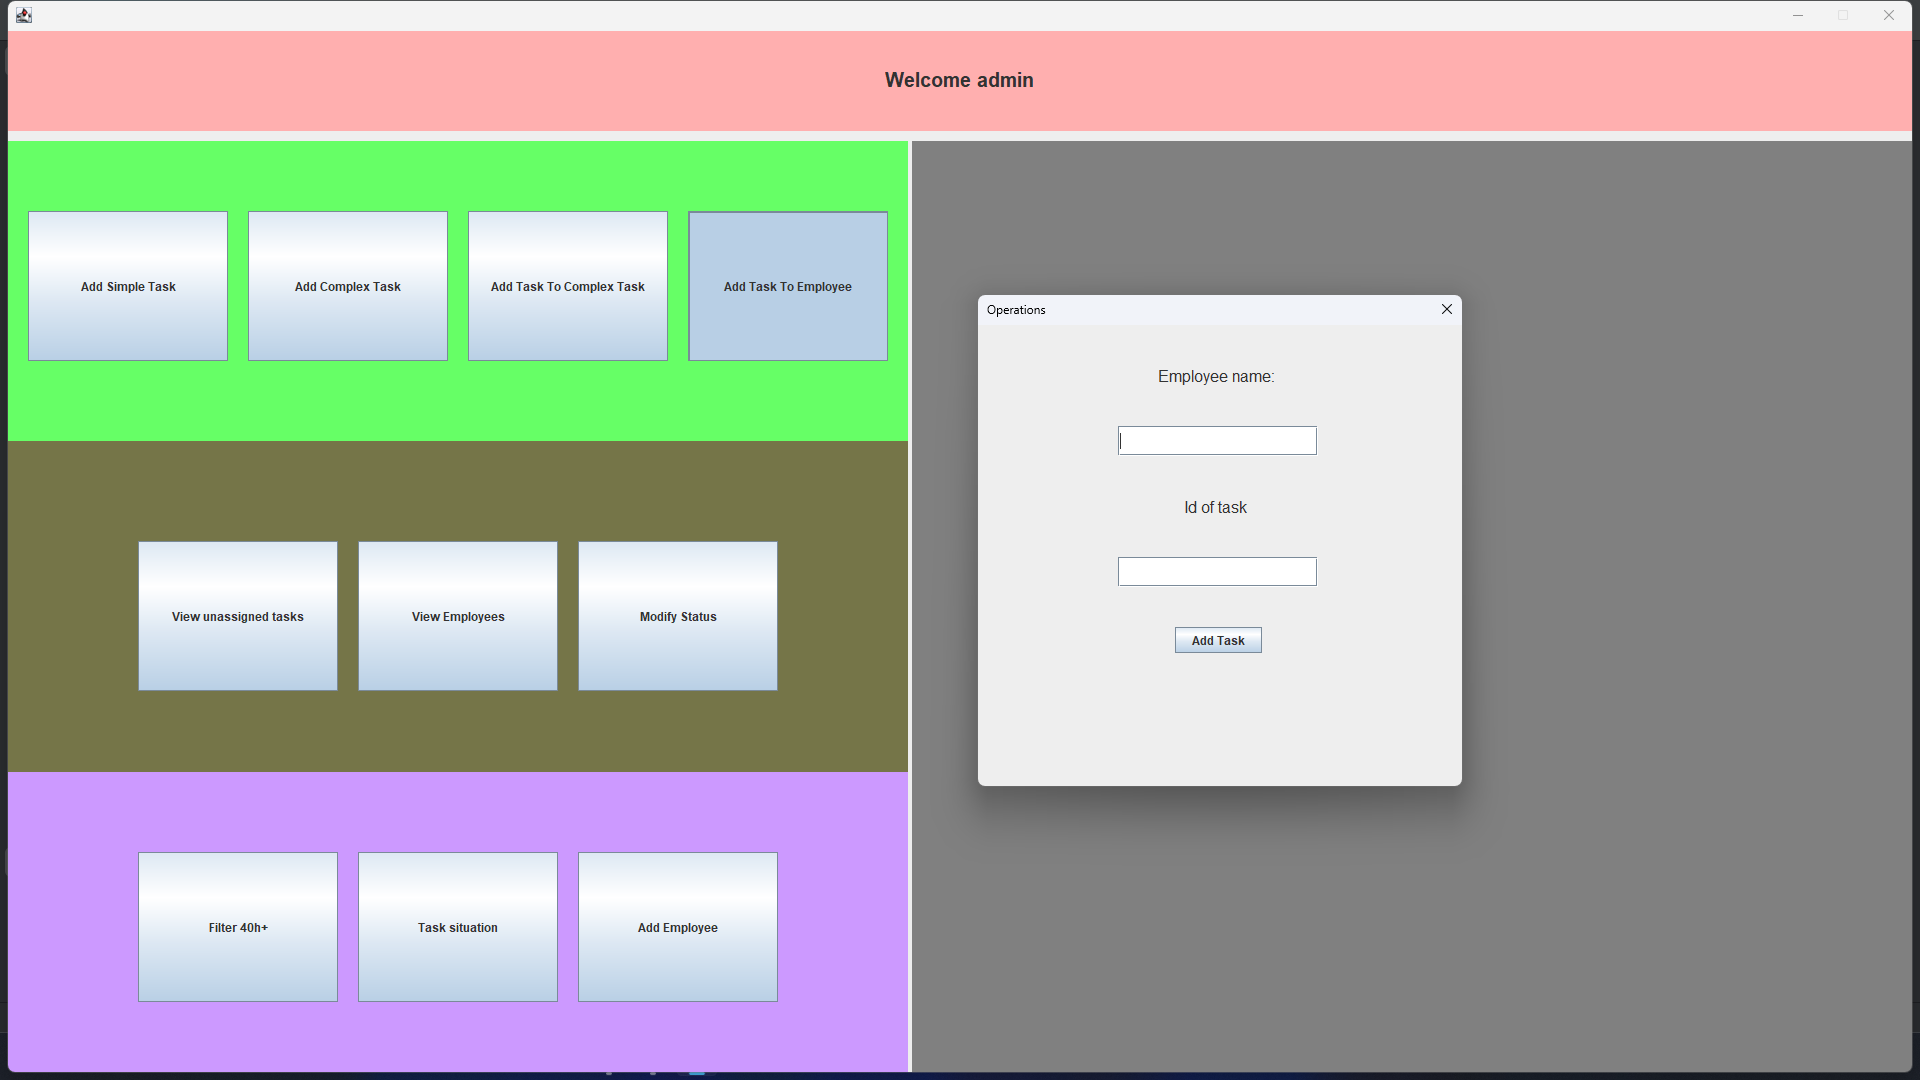 Welcome admin
Add Simple Task
Add Complex Task
Add Task To Complex Task
Add Task To Employee
View unassigned tasks
View Employees
Modify Status
Filter 40h+
Task situation
Add Employee
Operations
Employee name:
Id of task
Add Task